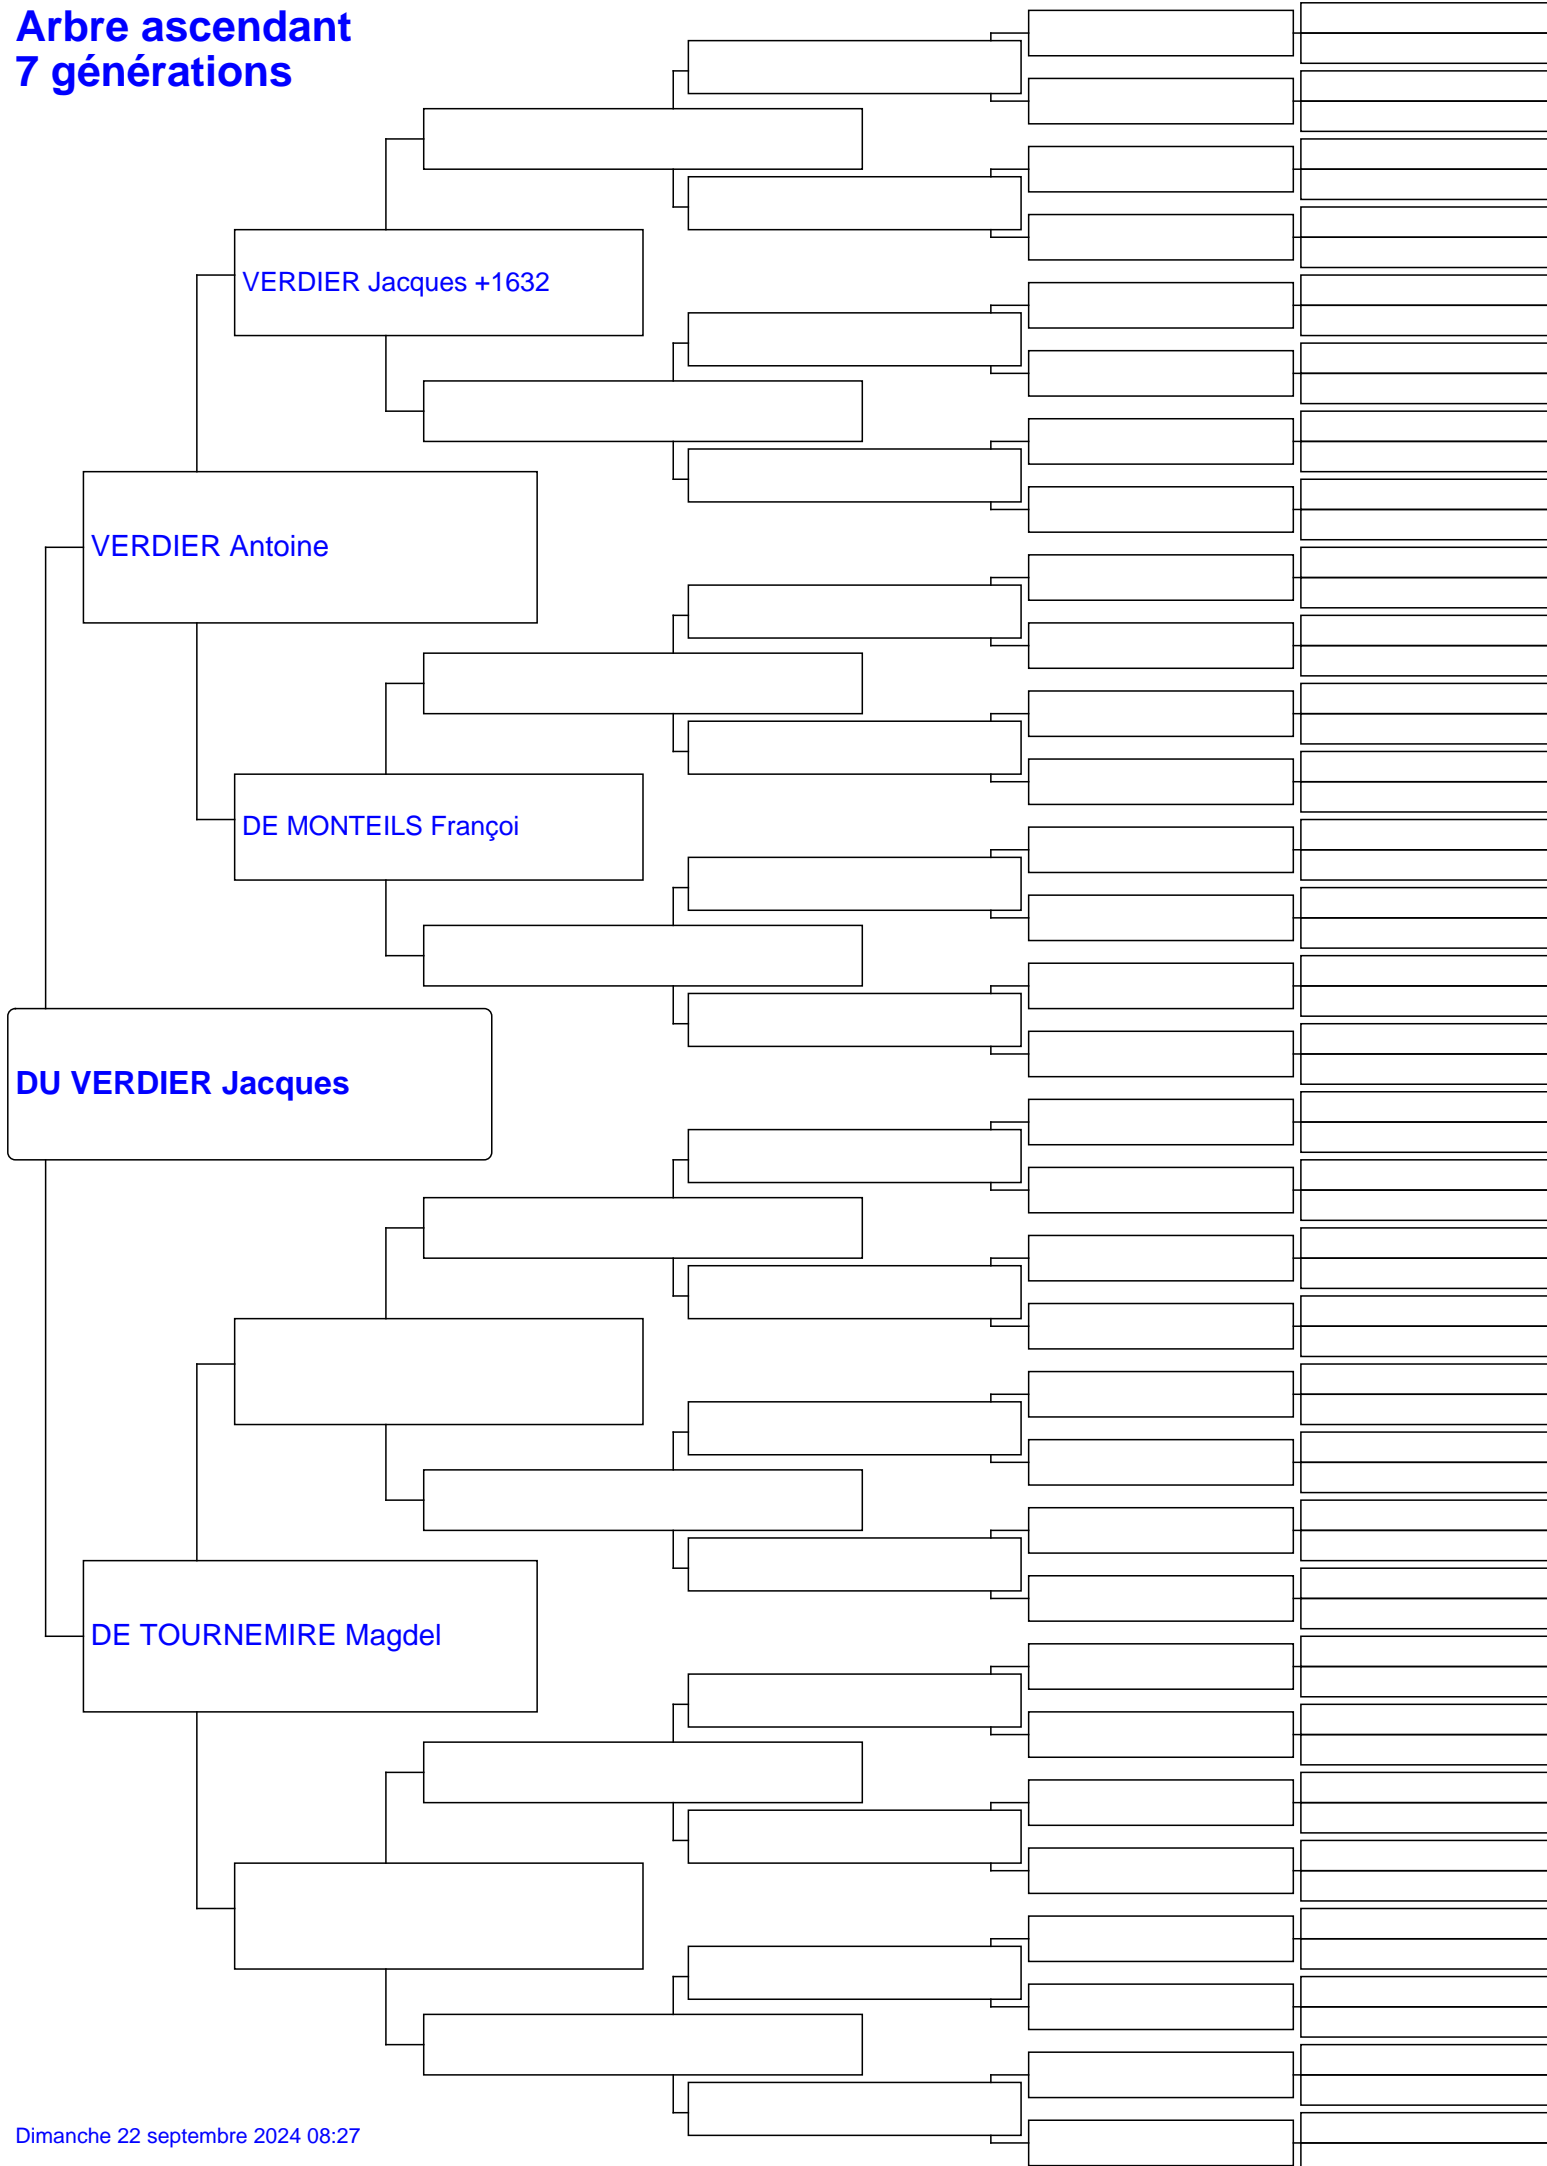 Arbre ascendant
7 générations
VERDIER Jacques +1632
VERDIER Antoine
DE MONTEILS Françoi
DU VERDIER Jacques
DE TOURNEMIRE Magdel
Dimanche 22 septembre 2024 08:27